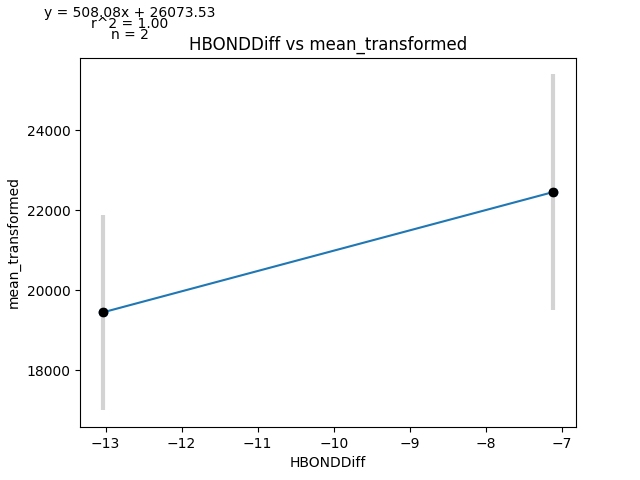 y = 508.08x + 26073.53
r^2 = 1.00
n = 2
HBONDDiff vs mean_transformed
mean_transformed
24000
22000
20000
18000
−13
−12
−11
−10
−9
−8
−7
HBONDDiff